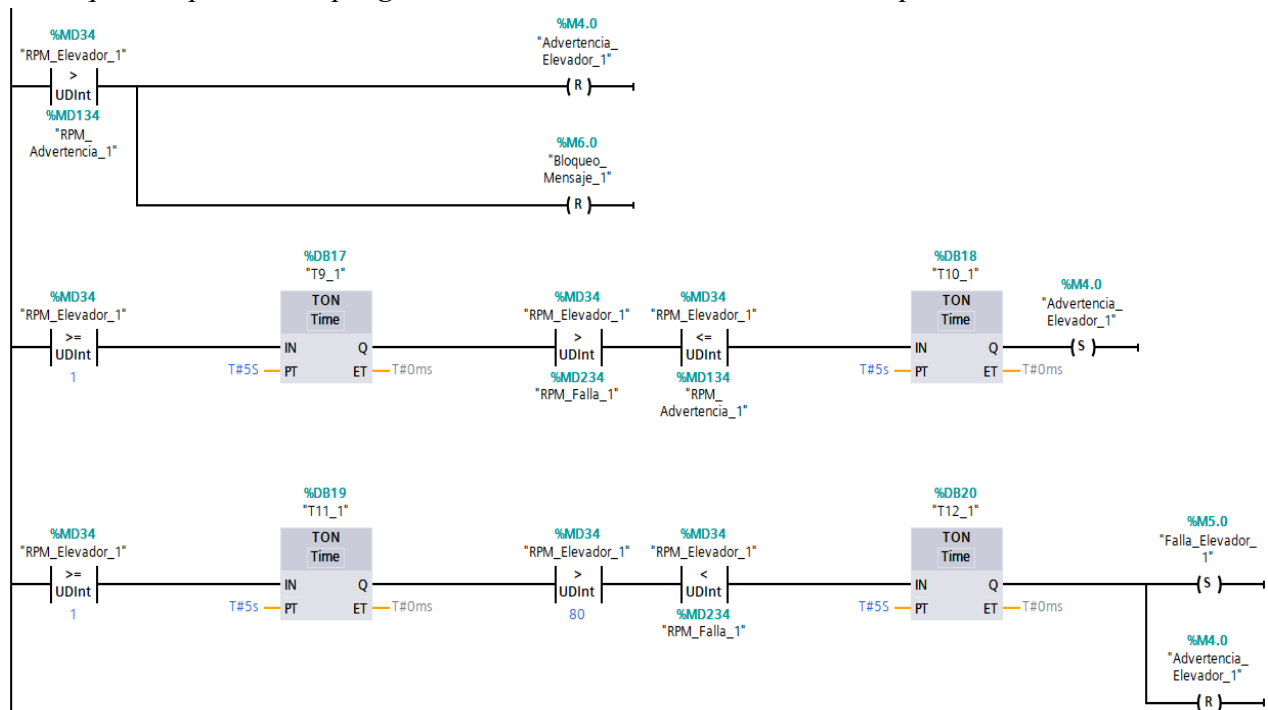 %MD34
"RPM_Elevador_1"
>
UDInt
%MD134
"RPM_
Advertencia_1"
%M4.0
"Advertencia_
Elevador_1"
( R )
%M6.0
"Bloqueo_
Mensaje_1"
( R )
%MD34
"RPM_Elevador_1"
>=
UDInt
1
%DB17
"T9_1"
TON
Time
IN Q
T#5S PT ET T#0ms
%MD34
"RPM_Elevador_1"
>
UDInt
%MD234
"RPM_Falla_1"
%MD34
"RPM_Elevador_1"
<=
UDInt
%MD134
"RPM_
Advertencia_1"
%DB18
"T10_1"
TON
Time
IN Q
T#5s PT ET T#0ms
%M4.0
"Advertencia_
Elevador_1"
( S )
%MD34
"RPM_Elevador_1"
>=
UDInt
1
%DB19
"T11_1"
TON
Time
IN Q
T#5s PT ET T#0ms
%MD34
"RPM_Elevador_1"
>
UDInt
80
%MD34
"RPM_Elevador_1"
<
UDInt
%MD234
"RPM_Falla_1"
%DB20
"T12_1"
TON
Time
IN Q
T#5S PT ET T#0ms
%M5.0
"Falla_Elevador_
1"
( S )
%M4.0
"Advertencia_
Elevador_1"
( R )